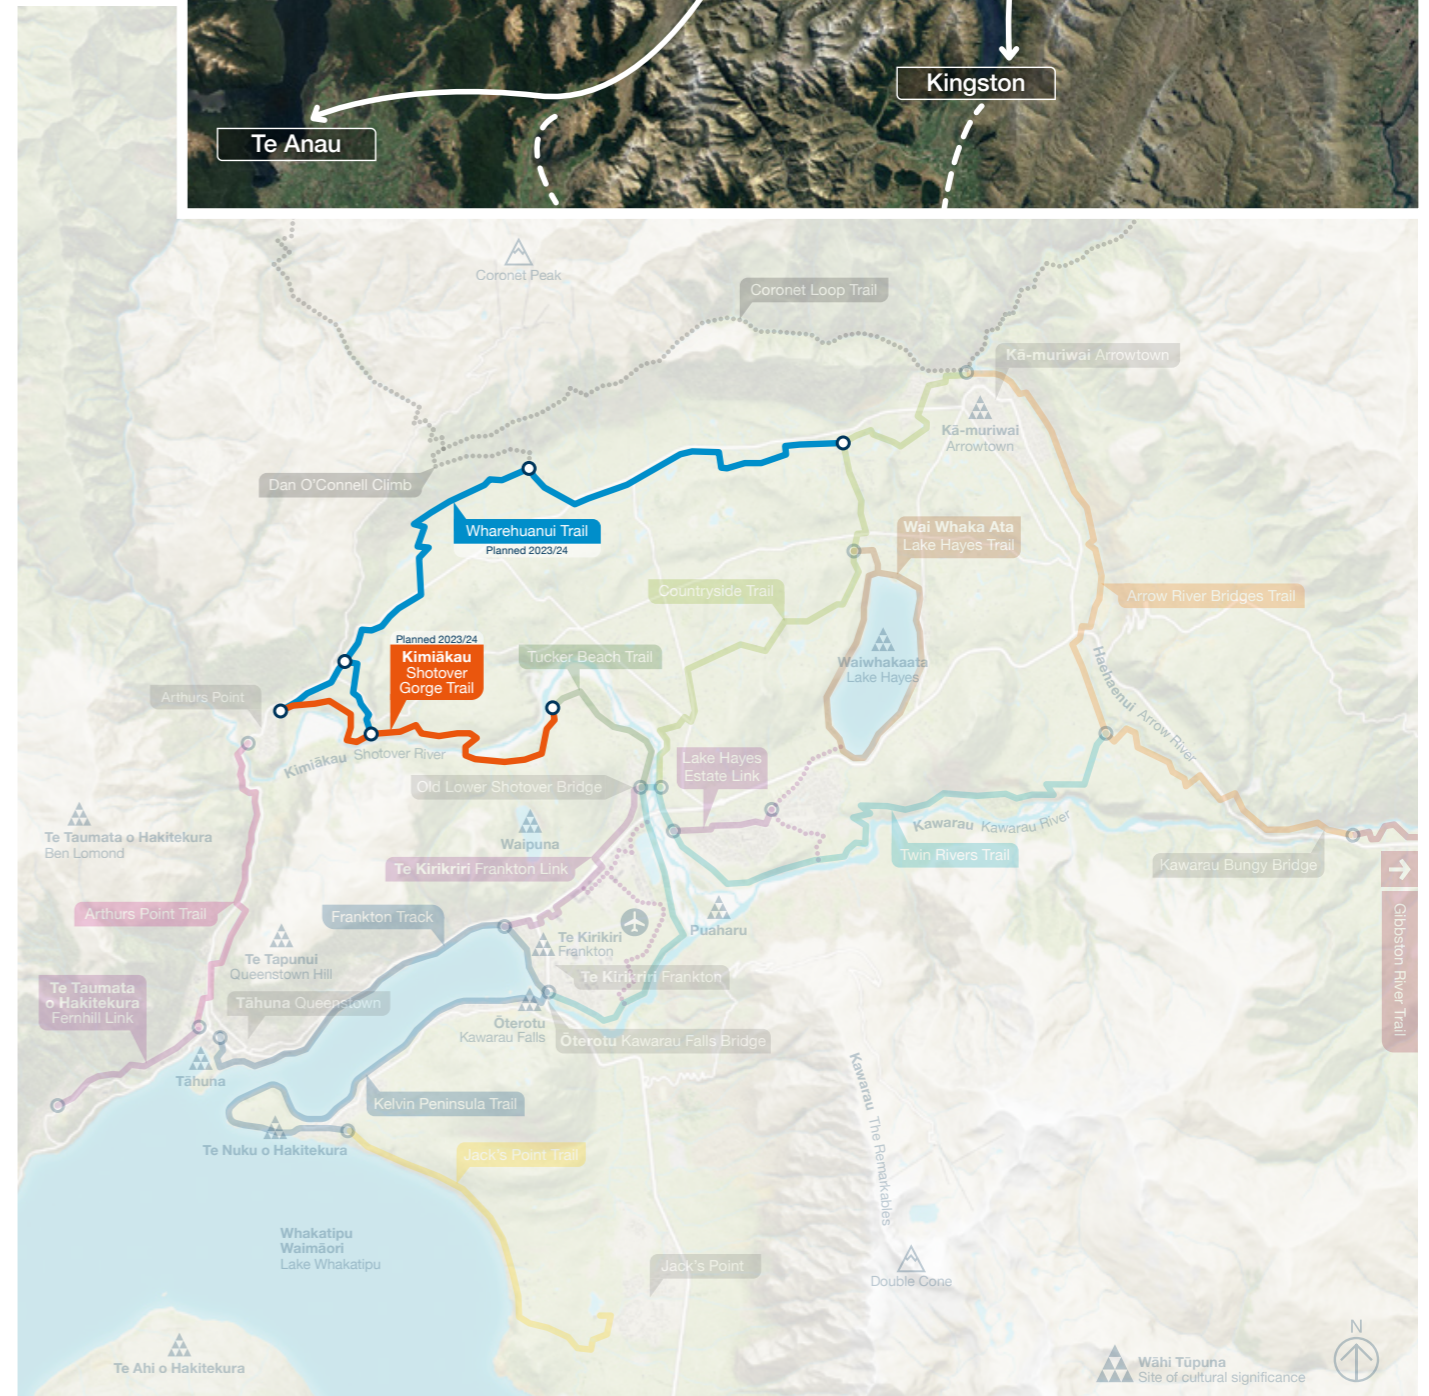 Kingston
Te Anau
Coronet Peak
Coronet Loop Trail
Kā-muriwai Arrowtown
Kā-muriwai
Arrowtown
Dan O'Connell Climb
Wharehuanui Trail
Planned 2023/24
Wai Whaka Ata
Lake Hayes Trail
Countryside Trail
Arrow River Bridges Trail
Planned 2023/24
Kimiākau
Shotover
Gorge Trail
Tucker Beach Trail
Waiwhakaata
Lake Hayes
Haehaenui Arrow River
Arthurs Point
Kimiākau Shotover River
Lake Hayes
Estate Link
Old Lower Shotover Bridge
Te Taumata o Hakitekura
Ben Lomond
Waipuna
Kawarau Kawarau River
Twin Rivers Trail
Kawarau Bungy Bridge
Te Kirikriri Frankton Link
Arthurs Point Trail
Frankton Track
Puaharu
Gibbston River Trail
Te Tapunui
Queenstown Hill
Te Kirikiri
Frankton
Te Kirikriri Frankton
Te Taumata
o Hakitekura
Fernhill Link
Tāhuna Queenstown
Ōterotu
Kawarau Falls
Ōterotu Kawarau Falls Bridge
Tāhuna
Kelvin Peninsula Trail
Kawarau The Remarkables
Te Nuku o Hakitekura
Jack's Point Trail
Whakatipu
Waimāori
Lake Whakatipu
Jack's Point
Double Cone
Te Ahi o Hakitekura
N
Wāhi Tūpuna
Site of cultural significance